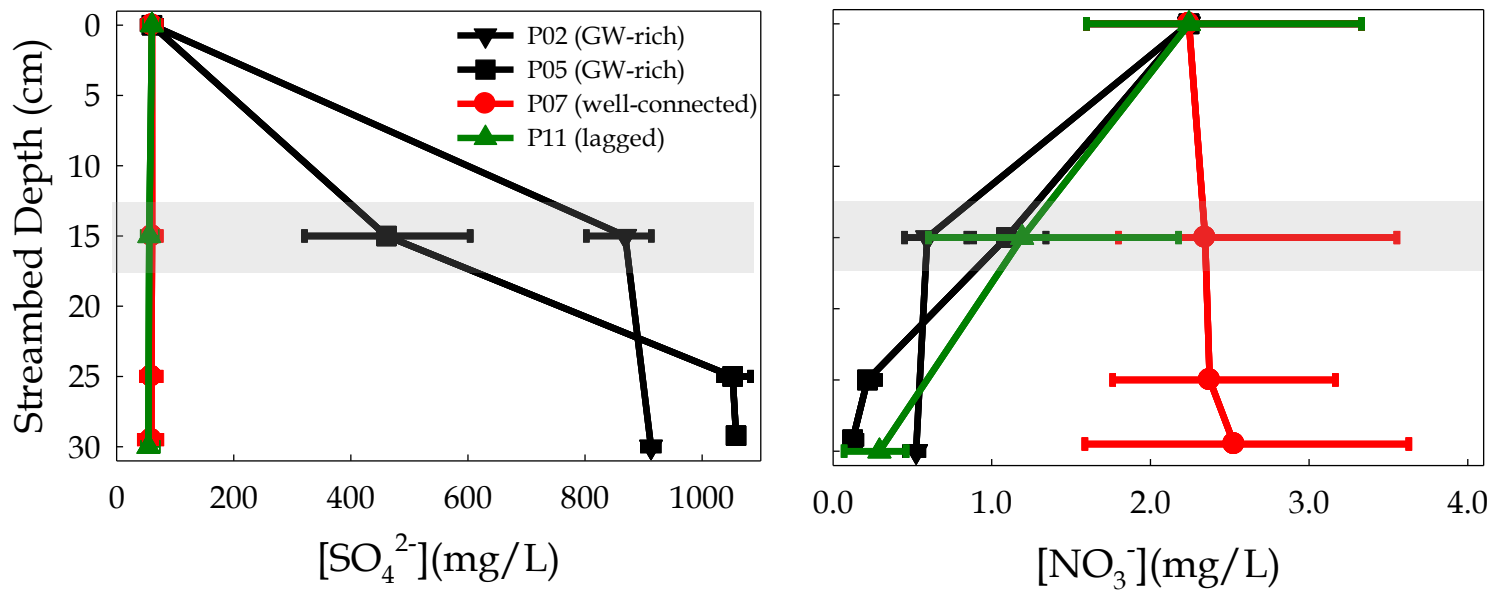 Streambed Depth (cm)
0
5
10
15
20
25
30
P02 (GW-rich)
P05 (GW-rich)
P07 (well-connected)
P11 (lagged)
0
200
400
600
800
1000
[SO₄²⁻](mg/L)
0.0
1.0
2.0
3.0
4.0
[NO₃⁻](mg/L)